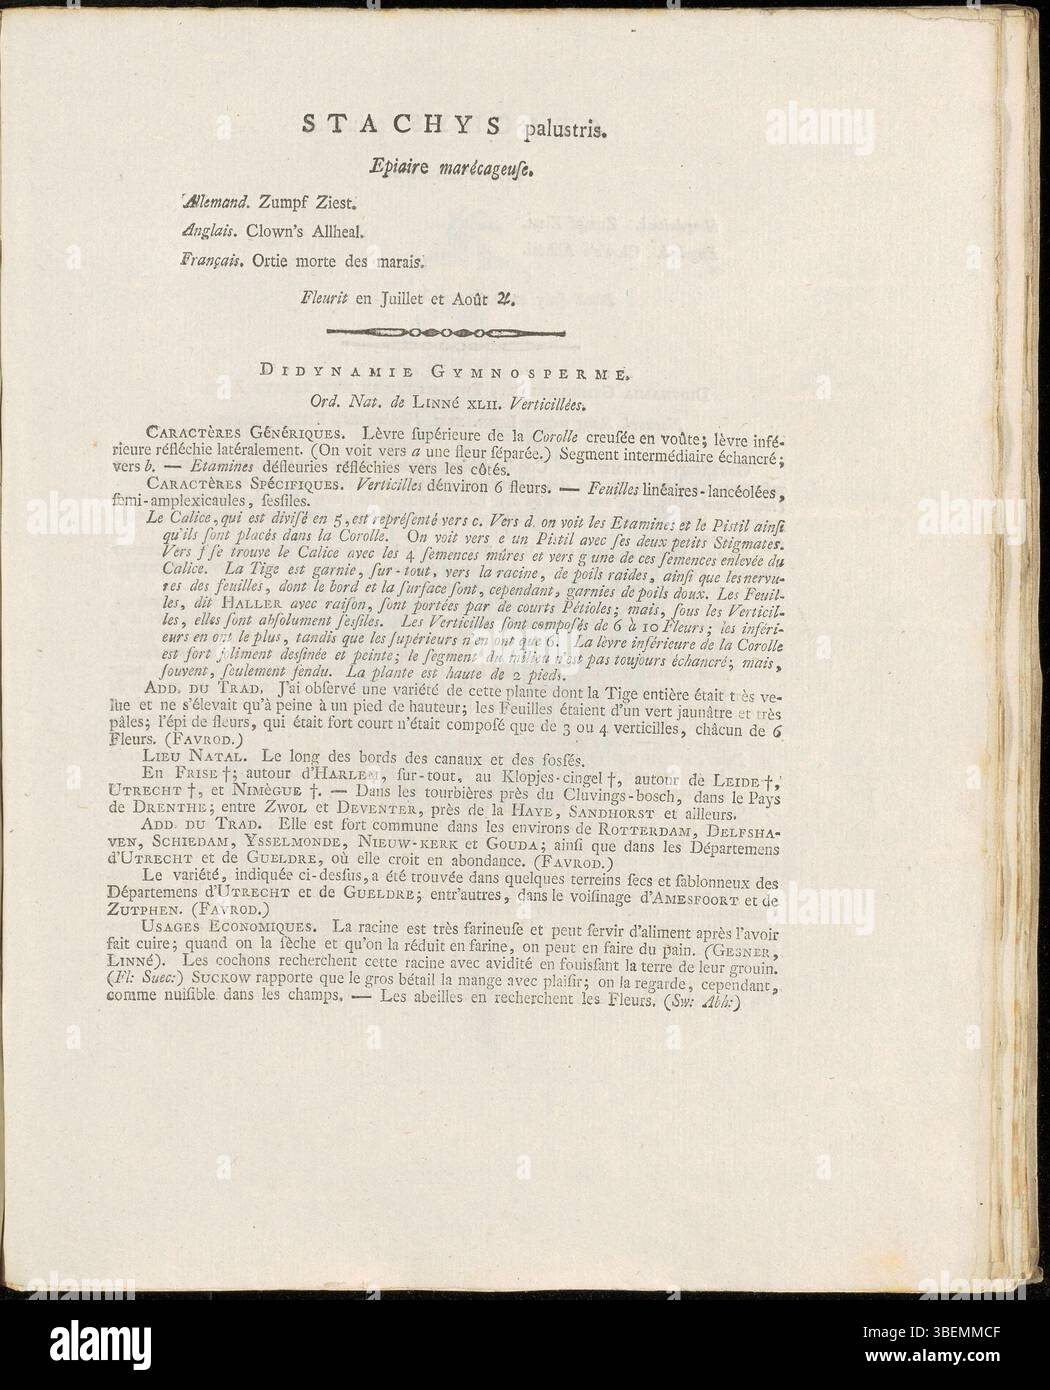 STACHYS palustris.
Epiaire marécageuſe.
Allemand. Zumpf Ziest.
Anglais. Clown's Allheal.
Français. Ortie morte des marais.
Fleurit en Juillet et Août ♃.
DIDYNAMIE GYMNOSPERME.
Ord. Nat. de LINNé XLII. Verticillées.
CARACTèRES GÉNÉRIQUES. Lèvre ſupérieure de la Corolle creuſée en voûte; lèvre infé-
rieure réfléchie latéralement. (On voit vers a une fleur ſéparée.) Segment intermédiaire échancré;
vers b. — Etamines défleuries réfléchies vers les côtés.
CARACTèRES SPÉCIFIQUES. Verticilles dénviron 6 fleurs. — Feuilles linéaires-lancéolées,
ſemi-amplexicaules, ſesſiles.
Le Calice, qui est diviſé en 5, est repréſenté vers c. Vers d. on voit les Etamines et le Pistil ainſi
qu'ils ſont placés dans la Corolle. On voit vers e un Pistil avec ſes deux petits Stigmates.
Vers f ſe trouve le Calice avec les 4 ſemences mûres et vers g une de ces ſemences enlevée du
Calice. La Tige est garnie, ſur-tout, vers la racine, de poils raides, ainſi que les nervu-
res des feuilles, dont le bord et la ſurface ſont, cependant, garnies de poils doux. Les Feuil-
les, dit HALLER avec raiſon, ſont portées par de courts Pétioles; mais, ſous les Verticil-
les, elles ſont abſolument ſesſiles. Les Verticilles ſont compoſés de 6 à 10 Fleurs; les inféri-
eurs en ont le plus, tandis que les ſupérieurs n'en ont que 6. La lèvre inférieure de la Corolle
est fort joliment desſinée et peinte; le ſegment du milieu n'est pas toujours échancré; mais,
ſouvent, ſeulement fendu. La plante est haute de 2 pieds.
ADD. DU TRAD. J'ai obſervé une variété de cette plante dont la Tige entière était très ve-
lue et ne s'élevait qu'à peine à un pied de hauteur; les Feuilles étaient d'un vert jaunâtre et très
pâles; l'épi de fleurs, qui était fort court n'était compoſé que de 3 ou 4 verticilles, châcun de 6
Fleurs. (FAVROD.)
LIEU NATAL. Le long des bords des canaux et des fosſés.
En FRISE †; autour d'HARLEM, ſur-tout, au Klopjes-cingel †, autour de LEIDE †,
UTRECHT †, et NIMÈGUE †. — Dans les tourbières près du Cluvings-bosch, dans le Pays
de DRENTHE; entre ZWOL et DEVENTER, près de la HAYE, SANDHORST et ailleurs.
ADD. DU TRAD. Elle est fort commune dans les environs de ROTTERDAM, DELFSHA-
VEN, SCHIEDAM, YSSELMONDE, NIEUW-KERK et GOUDA; ainſi que dans les Départemens
d'UTRECHT et de GUELDRE, où elle croit en abondance. (FAVROD.)
Le variété, indiquée ci-desſus, a été trouvée dans quelques terreins ſecs et ſablonneux des
Départemens d'UTRECHT et de GUELDRE; entr'autres, dans le voiſinage d'AMESFOORT et de
ZUTPHEN. (FAVROD.)
USAGES ECONOMIQUES. La racine est très farineuſe et peut ſervir d'aliment après l'avoir
fait cuire; quand on la ſèche et qu'on la réduit en farine, on peut en faire du pain. (GESNER,
LINNé). Les cochons recherchent cette racine avec avidité en fouisſant la terre de leur grouin.
(Fl: Suec:) SUCKOW rapporte que le gros bétail la mange avec plaiſir; on la regarde, cependant,
comme nuiſible dans les champs. — Les abeilles en recherchent les Fleurs. (Sw: Abh:)
alamy
Image ID: 3BEMMCF
www.alamy.com